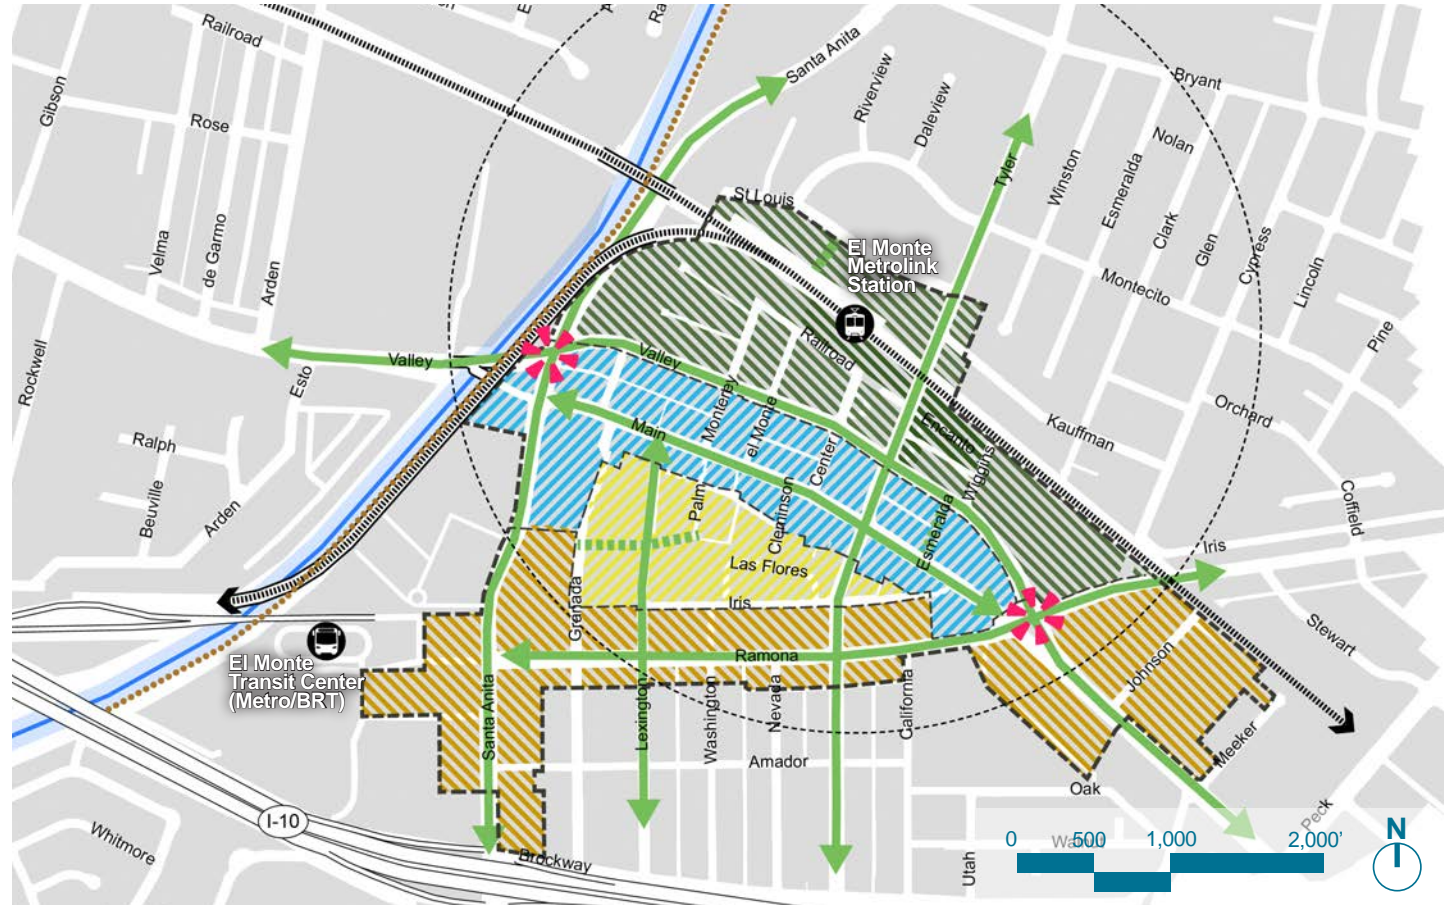 Railroad
Santa Anita
Bryant
Gibson
Riverview
Daleview
Rose
Nolan
Tyler
Winston
Esmeralda
St Louis
Clark
Glen
Cypress
Lincoln
Velma
de Garmo
Arden
El Monte
Metrolink
Station
Montecito
Pine
Rockwell
Valley
Valley
Railroad
Esto
Monterey
el Monte
Orchard
Encanto
Kauffman
Main
Ralph
Center
Wiggins
Beuville
Arden
Palm
Cleminson
Esmeralda
Coffield
Iris
Las Flores
Granada
Iris
Stewart
El Monte
Transit Center
(Metro/BRT)
Ramona
Johnson
Santa Anita
Lexington
Washington
Nevada
California
Meeker
Amador
Oak
I-10
Whitmore
Brockway
Utah
Walnut
Peck
0 500 1,000 2,000'
N